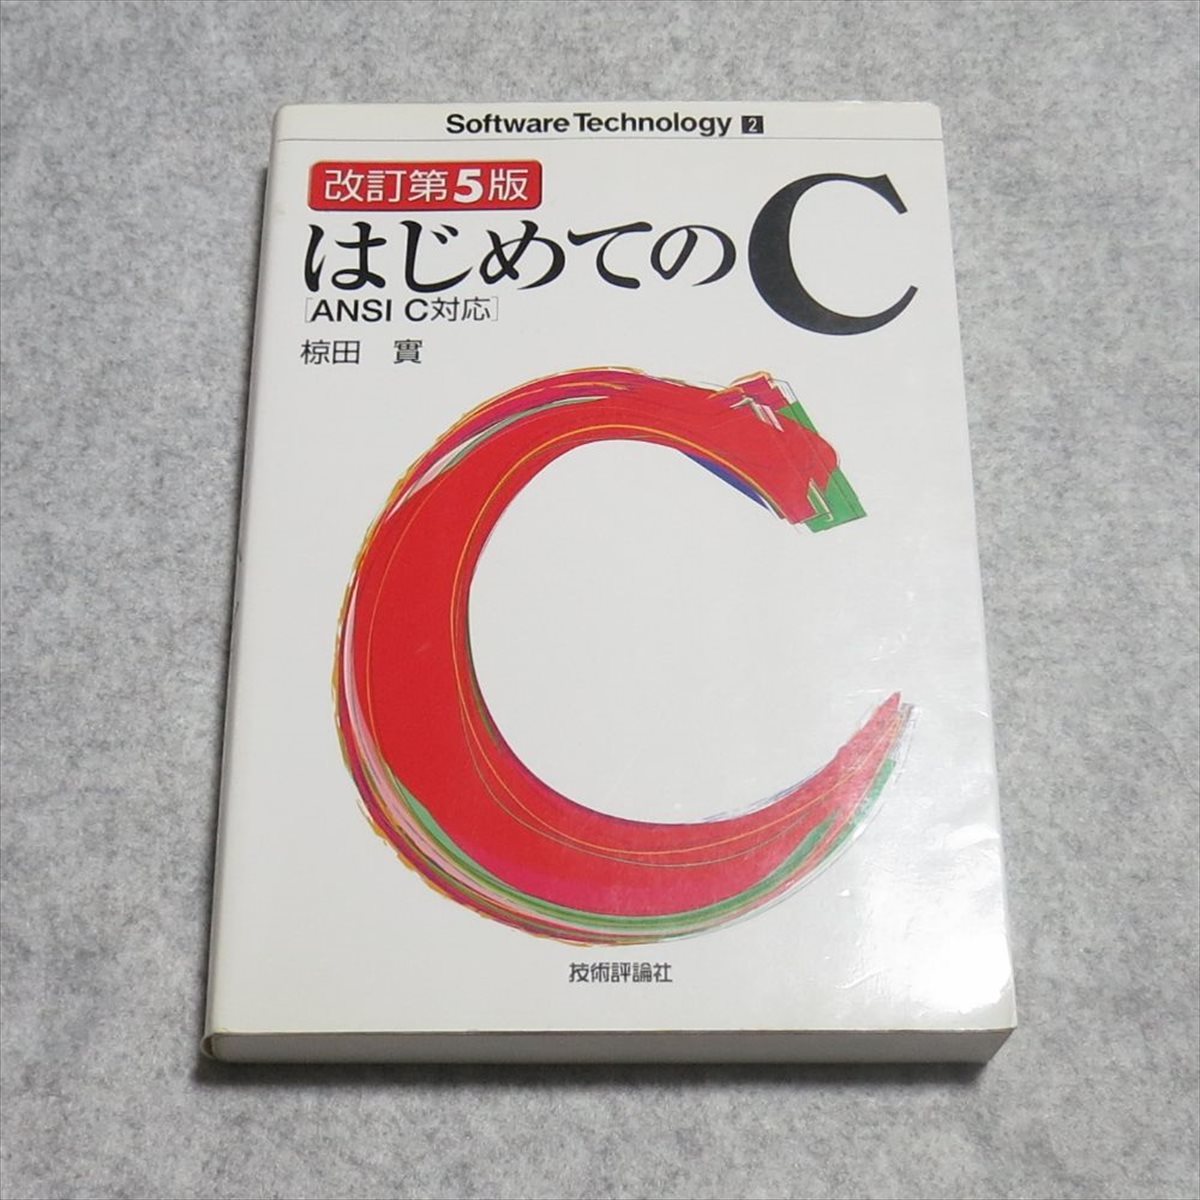 Software Technology 2
改訂第5版
はじめてのC
[ANSI C対応]
椋田 實
技術評論社